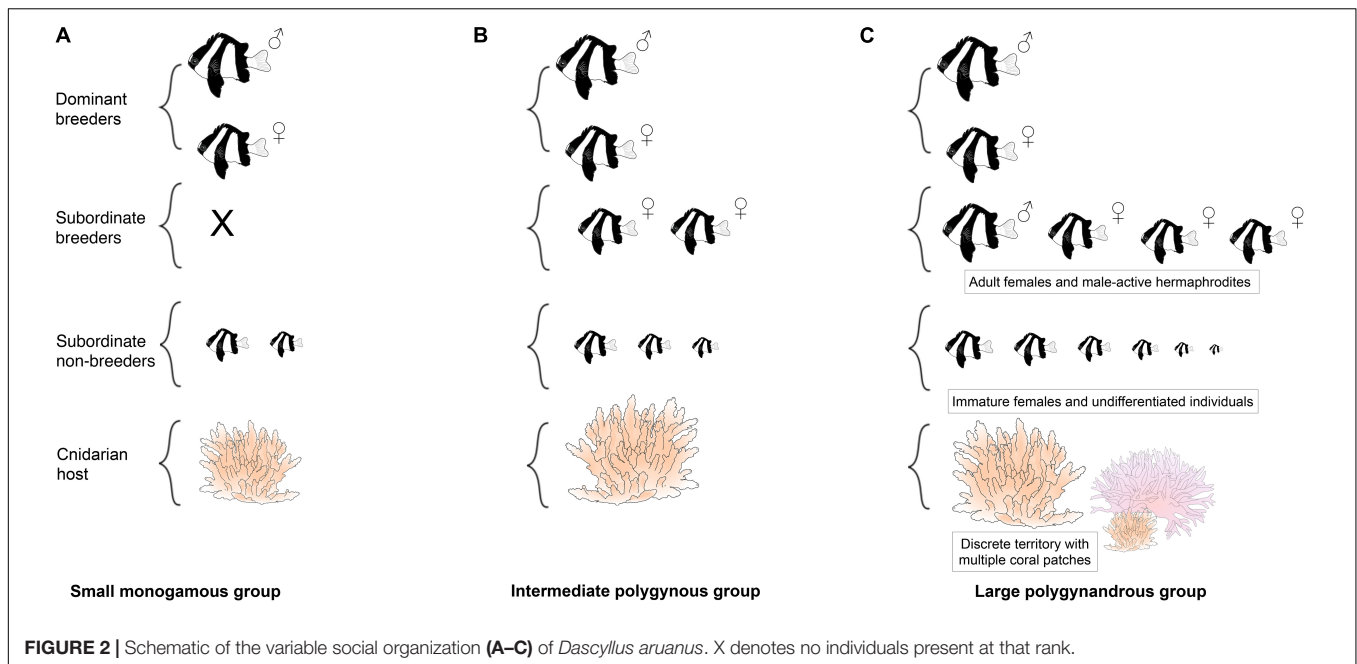 A
B
C
♂
♂
♂
Dominant
breeders
♀
♀
♀
Subordinate
breeders
X
♀ ♀
♂ ♀ ♀ ♀
Adult females and male-active hermaphrodites
Subordinate
non-breeders
Immature females and undifferentiated individuals
Cnidarian
host
Discrete territory with
multiple coral patches
Small monogamous group
Intermediate polygynous group
Large polygynandrous group
FIGURE 2 | Schematic of the variable social organization (A–C) of Dascyllus aruanus. X denotes no individuals present at that rank.